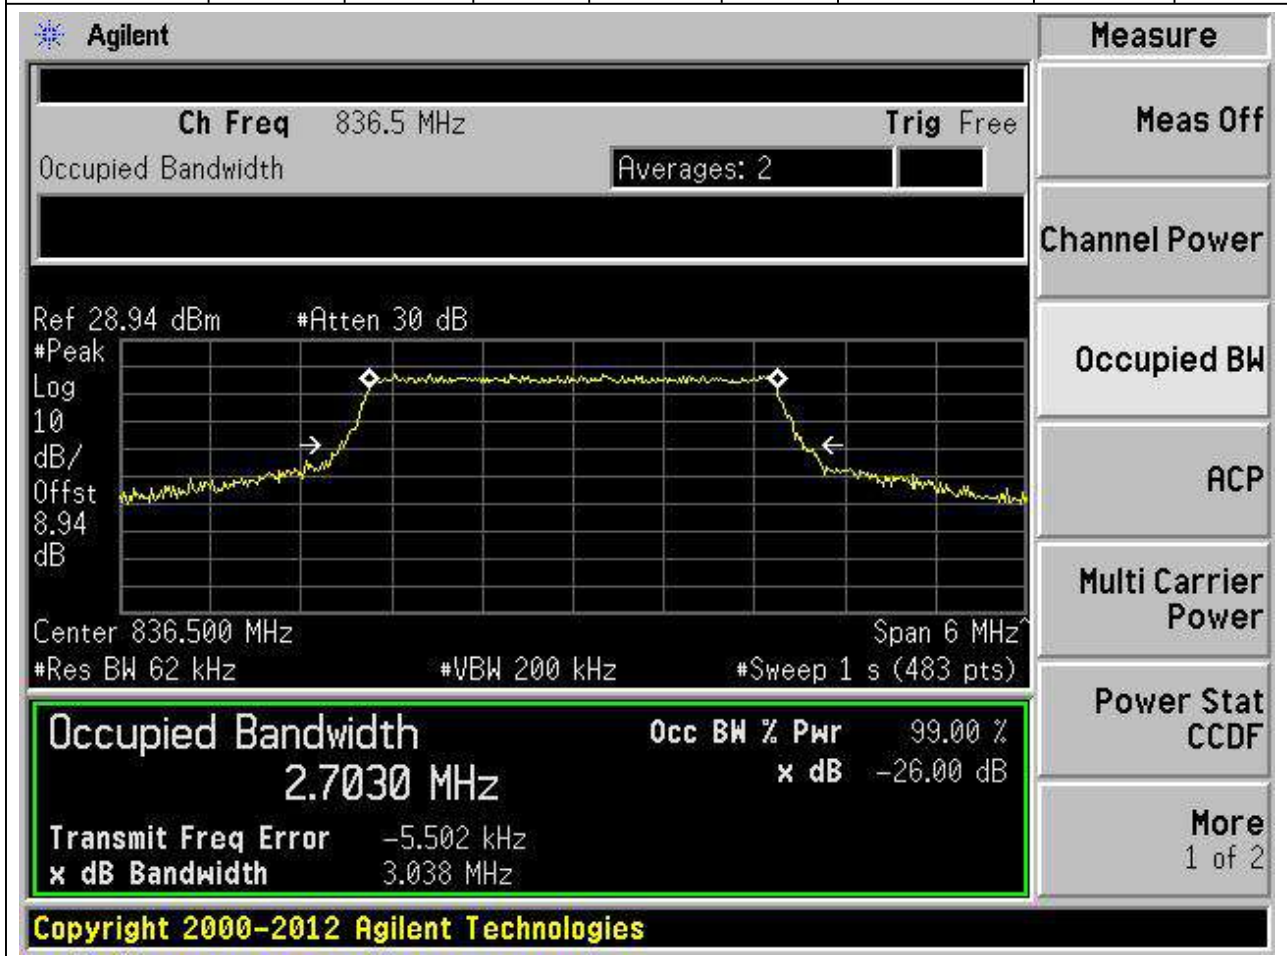 Agilent
Measure
Ch Freq 836.5 MHz Trig Free
Meas Off
Occupied Bandwidth Averages: 2
Channel Power
Ref 28.94 dBm #Atten 30 dB
#Peak
Log
10
dB/
Offst
8.94
dB
Occupied BW
ACP
Multi Carrier
Power
Center 836.500 MHz Span 6 MHz^
#Res BW 62 kHz #VBW 200 kHz #Sweep 1 s (483 pts)
Power Stat
CCDF
Occupied Bandwidth Occ BW % Pwr 99.00 %
2.7030 MHz x dB -26.00 dB
Transmit Freq Error -5.502 kHz
x dB Bandwidth 3.038 MHz
More
1 of 2
Copyright 2000-2012 Agilent Technologies